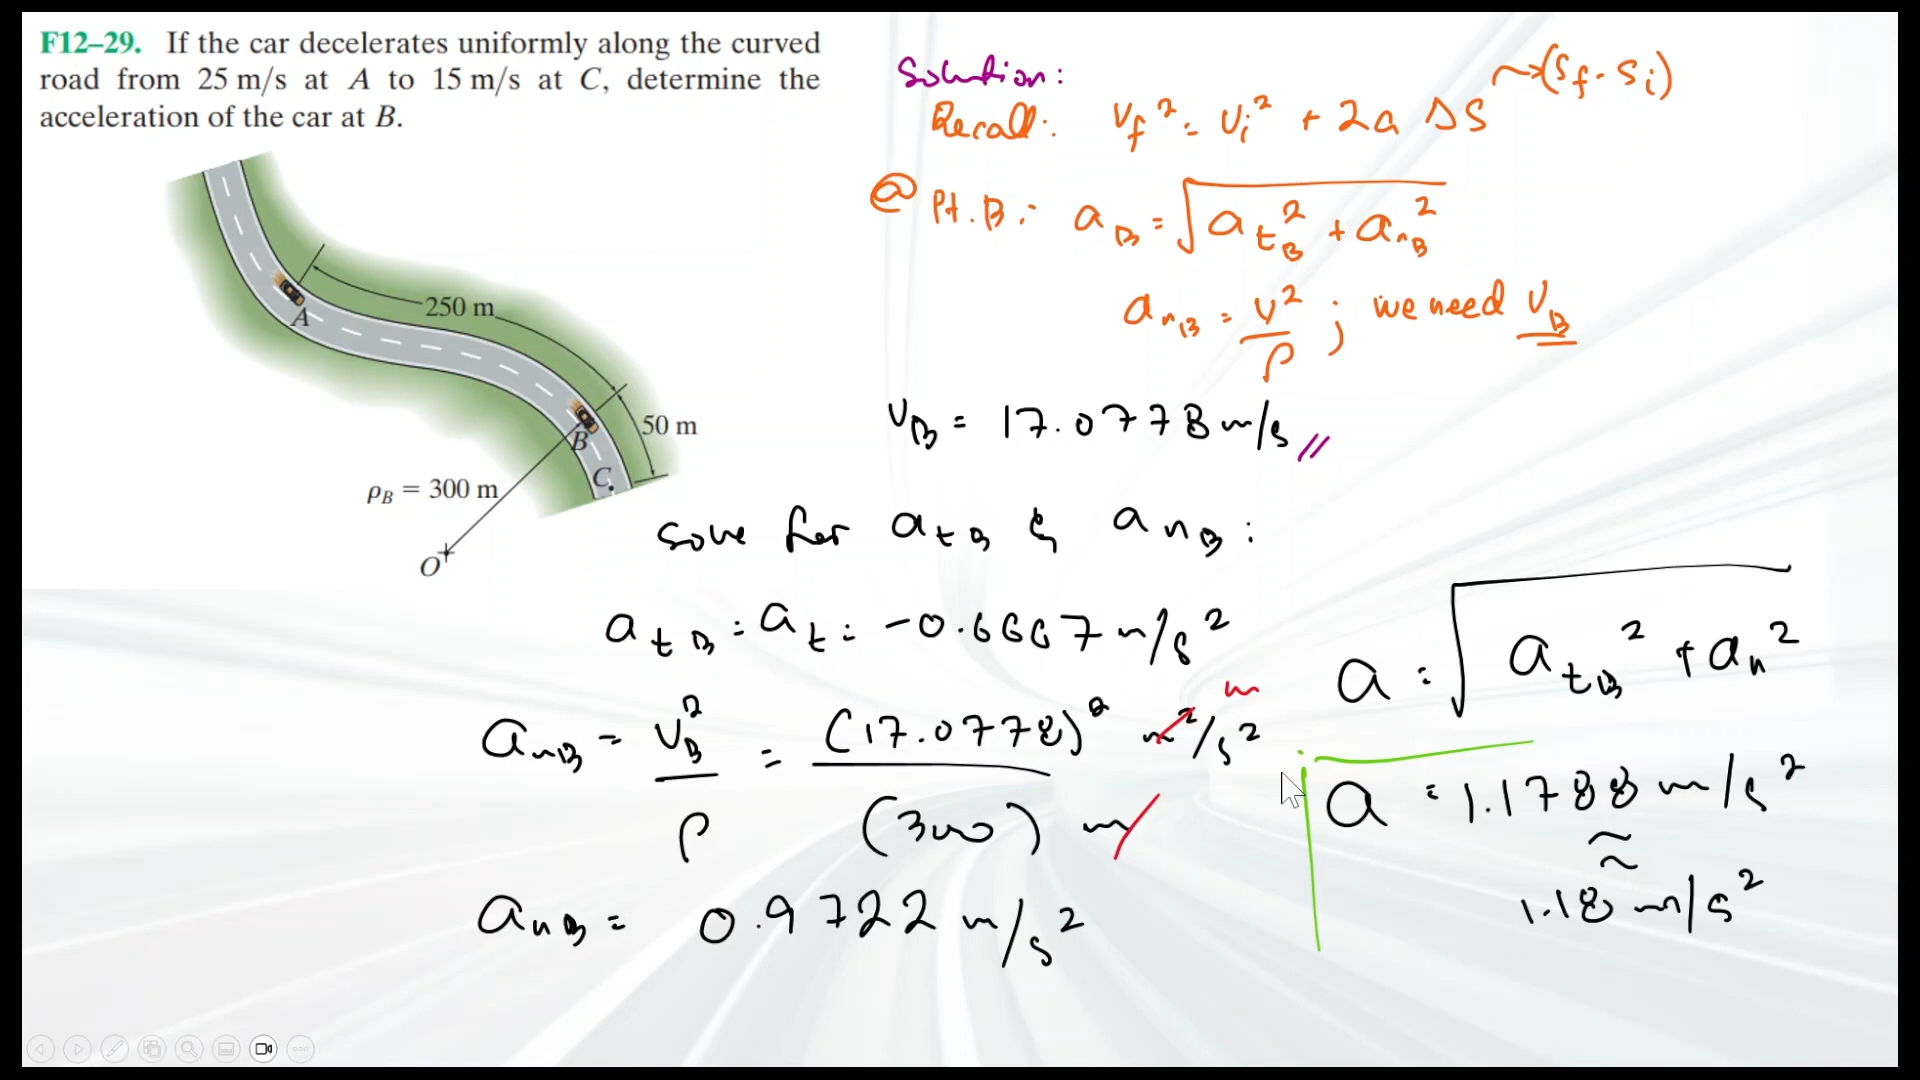 F12–29. If the car decelerates uniformly along the curved
road from 25 m/s at A to 15 m/s at C, determine the
acceleration of the car at B.
A
250 m
B
50 m
C
ρB = 300 m
O
Solution:
Recall: vf² = vi² + 2a ΔS → (Sf - Si)
@ Pt. B: aB = √(atB² + anB²)
anB = v²/ρ ; we need vB
vB = 17.0778 m/s //
Solve for atB & anB:
atB = at = -0.6667 m/s²
anB = vB²/ρ = (17.0778)² m²/s² / (300) m
m
anB = 0.9722 m/s²
a = √(atB² + an²)
a = 1.1788 m/s²
≈
1.18 m/s²